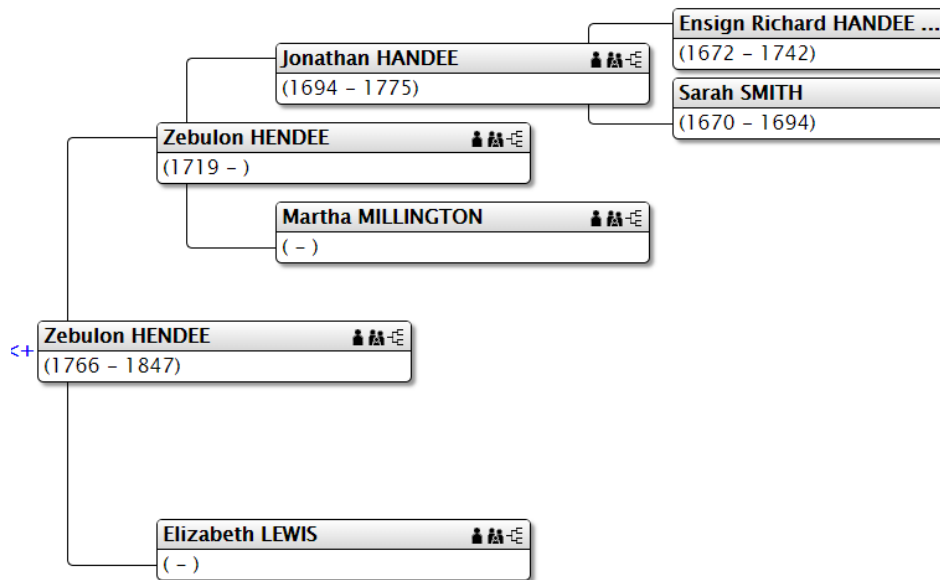 Ensign Richard HANDEE ...
(1672 – 1742)
Jonathan HANDEE
(1694 – 1775)
Sarah SMITH
(1670 – 1694)
Zebulon HENDEE
(1719 – )
Martha MILLINGTON
( – )
Zebulon HENDEE
<+
(1766 – 1847)
Elizabeth LEWIS
( – )